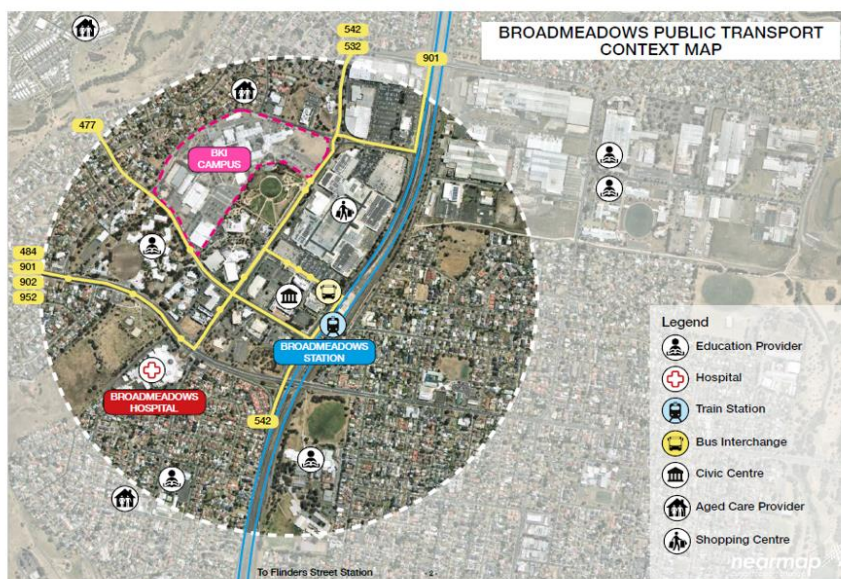 BROADMEADOWS PUBLIC TRANSPORT
CONTEXT MAP
542
532
901
477
BKI
CAMPUS
484
901
902
952
BROADMEADOWS
STATION
BROADMEADOWS
HOSPITAL
542
Legend
Education Provider
Hospital
Train Station
Bus Interchange
Civic Centre
Aged Care Provider
Shopping Centre
nearmap
To Flinders Street Station
- 2 -